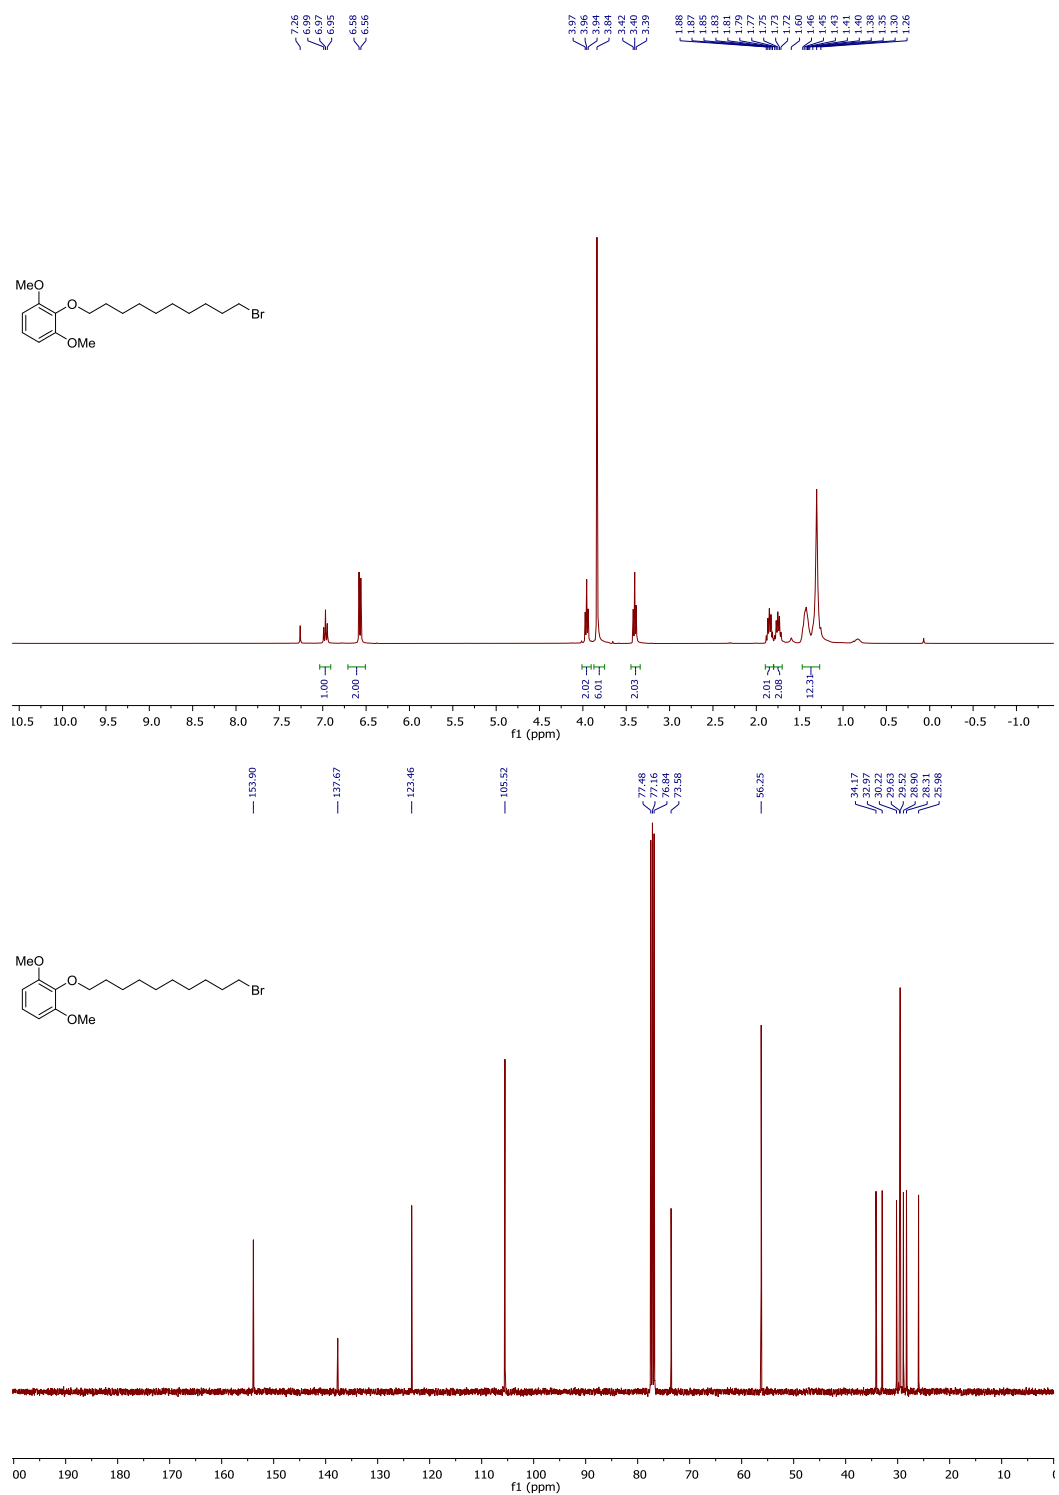 7.26 6.99 6.97 6.95 6.58 6.56 3.97 3.96 3.94 3.84 3.42 3.40 3.39 1.88 1.87 1.85 1.83 1.81 1.79 1.77 1.75 1.73 1.72 1.60 1.46 1.45 1.43 1.41 1.40 1.38 1.35 1.30 1.26
MeO
O
Br
OMe
1.00 2.00 2.02 6.01 2.03 2.01 2.08 12.31
10.5 10.0 9.5 9.0 8.5 8.0 7.5 7.0 6.5 6.0 5.5 5.0 4.5 4.0 3.5 3.0 2.5 2.0 1.5 1.0 0.5 0.0 -0.5 -1.0
f1 (ppm)
153.90 137.67 123.46 105.52 77.48 77.16 76.84 73.58 56.25 34.17 32.97 30.22 29.63 29.52 28.90 28.31 25.98
MeO
O
Br
OMe
00 190 180 170 160 150 140 130 120 110 100 90 80 70 60 50 40 30 20 10 0
f1 (ppm)